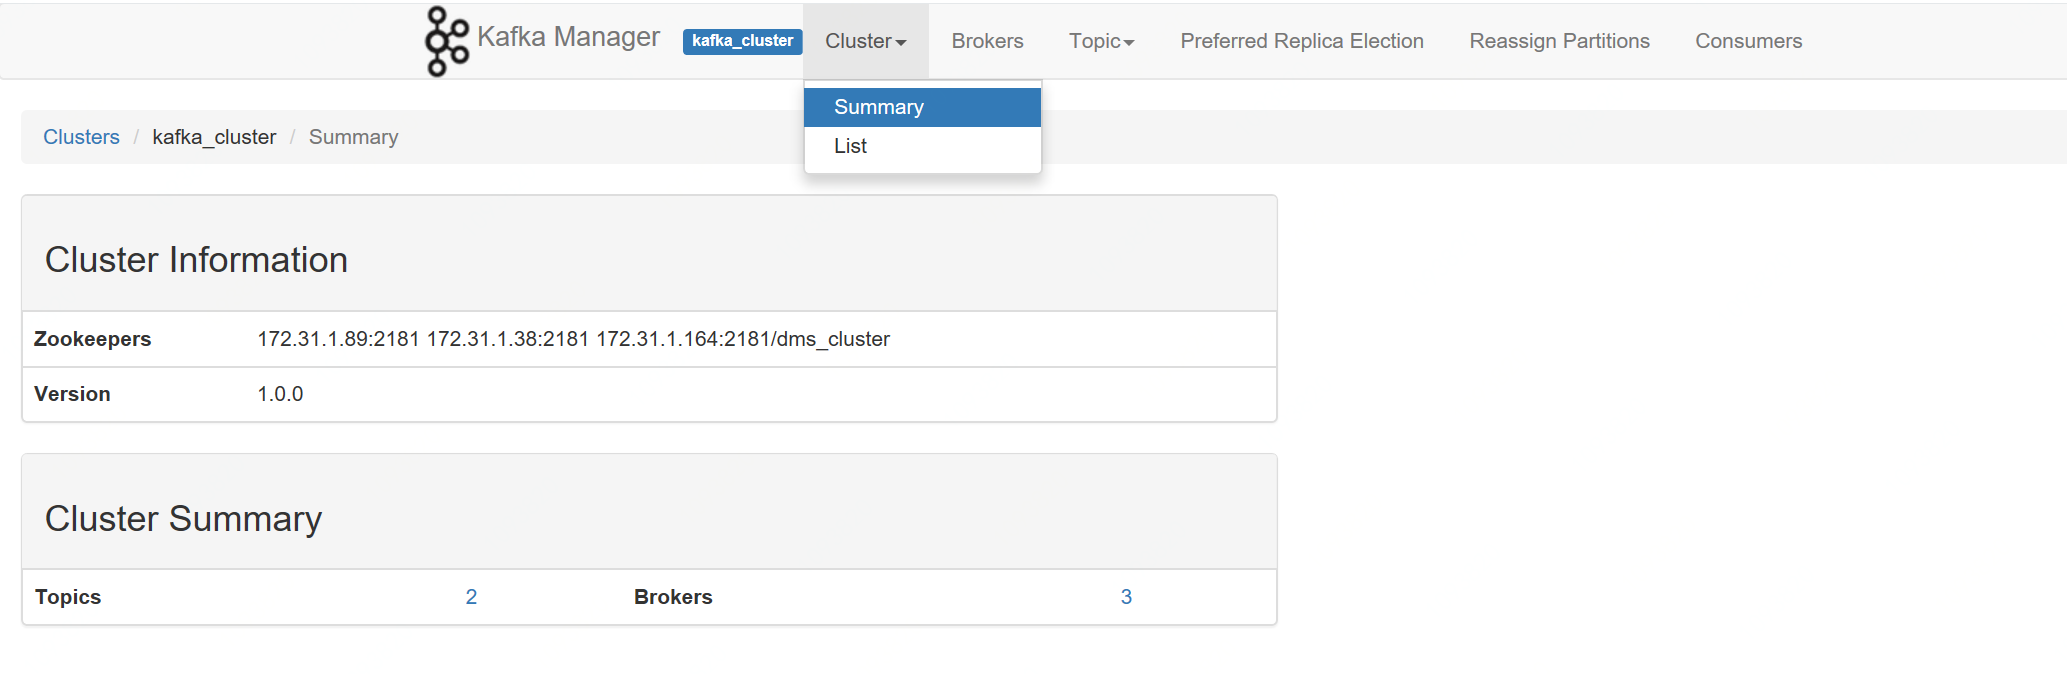 Kafka Manager kafka_cluster Cluster Brokers Topic Preferred Replica Election Reassign Partitions Consumers
Summary
List
Clusters / kafka_cluster / Summary
Cluster Information
Zookeepers 172.31.1.89:2181 172.31.1.38:2181 172.31.1.164:2181/dms_cluster
Version 1.0.0
Cluster Summary
Topics 2 Brokers 3